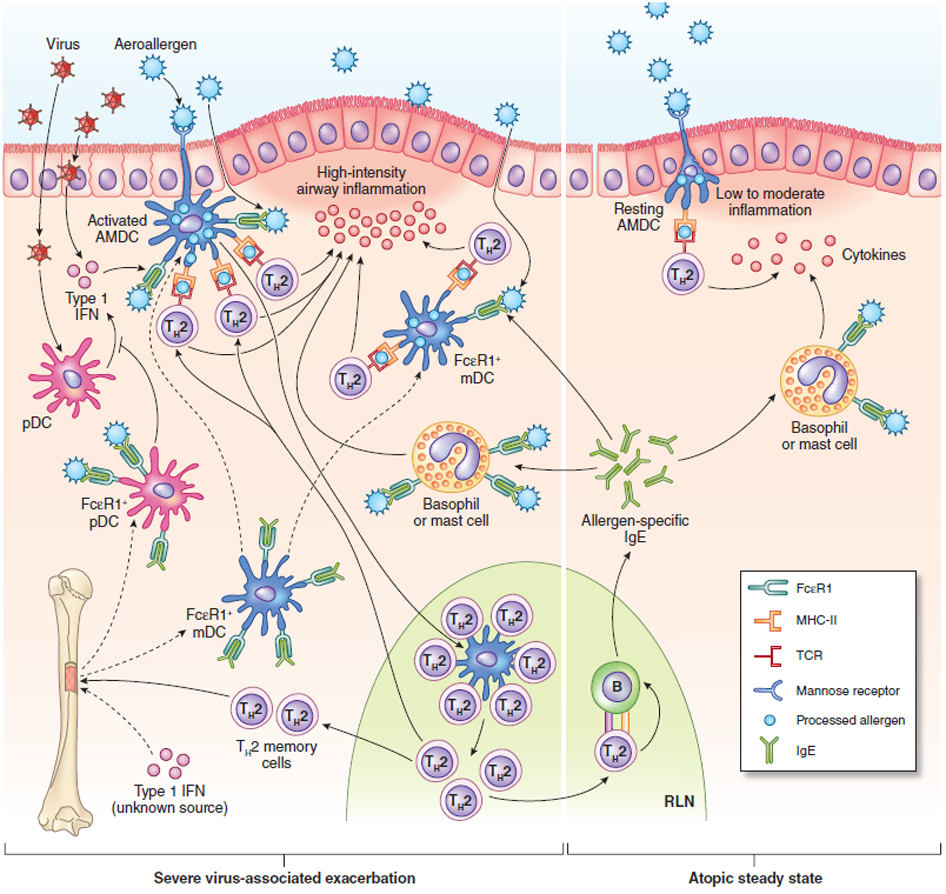 Virus
Aeroallergen
High-intensity
airway inflammation
Activated
AMDC
Type 1
IFN
TH2
TH2
TH2
TH2
TH2
FcεR1+
mDC
pDC
FcεR1+
pDC
Basophil
or mast cell
FcεR1+
mDC
TH2 memory
cells
TH2
TH2
Type 1 IFN
(unknown source)
TH2
TH2
TH2
TH2
TH2
TH2
TH2
TH2
TH2
B
TH2
RLN
Allergen-specific
IgE
Resting
AMDC
Low to moderate
inflammation
TH2
Cytokines
Basophil
or mast cell
FcεR1
MHC-II
TCR
Mannose receptor
Processed allergen
IgE
Severe virus-associated exacerbation
Atopic steady state